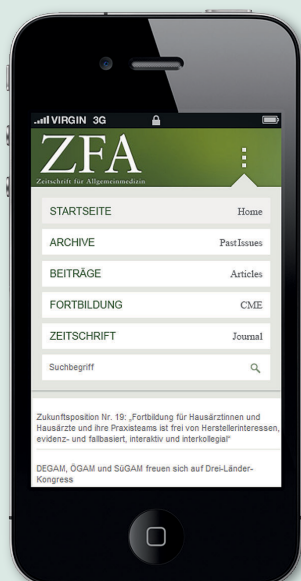 VIRGIN 3G
ZFA
Zeitschrift für Allgemeinmedizin
STARTSEITE Home
ARCHIVE PastIssues
BEITRÄGE Articles
FORTBILDUNG CME
ZEITSCHRIFT Journal
Suchbegriff
Zukunftsposition Nr. 19: „Fortbildung für Hausärztinnen und
Hausärzte und ihre Praxisteams ist frei von Herstellerinteressen,
evidenz- und fallbasiert, interaktiv und interkollegial“
DEGAM, ÖGAM und SüGAM freuen sich auf Drei-Länder-
Kongress